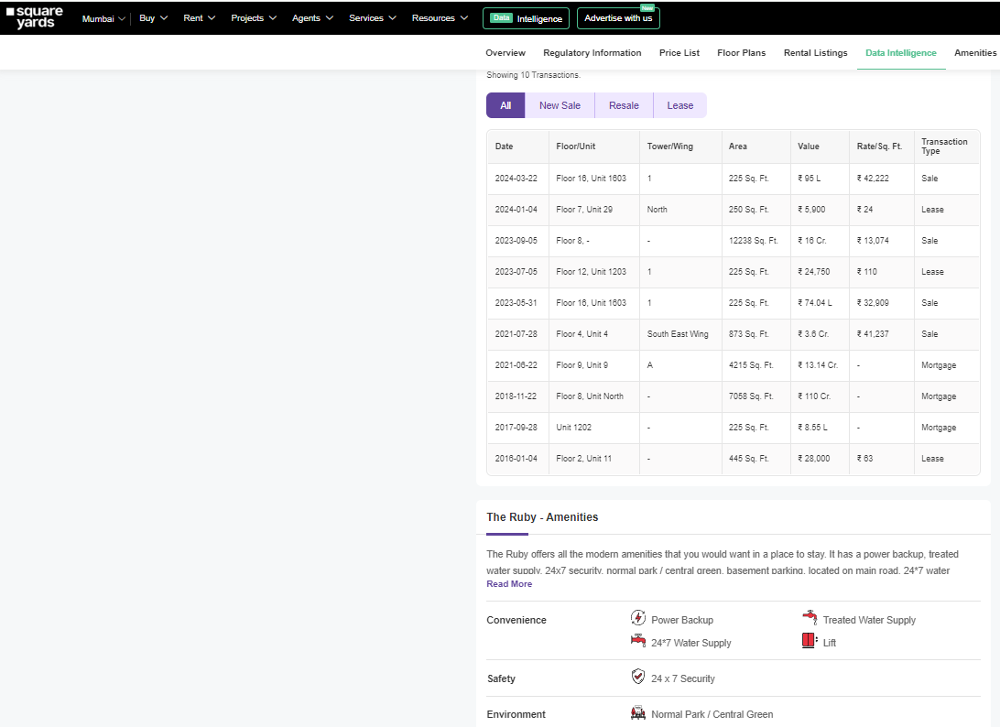 square yards
Mumbai Buy Rent Projects Agents Services Resources Data Intelligence Advertise with us New
Overview Regulatory Information Price List Floor Plans Rental Listings Data Intelligence Amenities
Showing 10 Transactions.
All New Sale Resale Lease
Date Floor/Unit Tower/Wing Area Value Rate/Sq. Ft. Transaction Type
2024-03-22 Floor 16, Unit 1603 1 225 Sq. Ft. ₹ 95 L ₹ 42,222 Sale
2024-01-04 Floor 7, Unit 29 North 250 Sq. Ft. ₹ 5,900 ₹ 24 Lease
2023-09-05 Floor 8, - - 12238 Sq. Ft. ₹ 16 Cr. ₹ 13,074 Sale
2023-07-05 Floor 12, Unit 1203 1 225 Sq. Ft. ₹ 24,750 ₹ 110 Lease
2023-05-31 Floor 16, Unit 1603 1 225 Sq. Ft. ₹ 74.04 L ₹ 32,909 Sale
2021-07-28 Floor 4, Unit 4 South East Wing 873 Sq. Ft. ₹ 3.6 Cr. ₹ 41,237 Sale
2021-06-22 Floor 9, Unit 9 A 4215 Sq. Ft. ₹ 13.14 Cr. - Mortgage
2018-11-22 Floor 8, Unit North - 7058 Sq. Ft. ₹ 110 Cr. - Mortgage
2017-09-28 Unit 1202 - 225 Sq. Ft. ₹ 8.55 L - Mortgage
2016-01-04 Floor 2, Unit 11 - 445 Sq. Ft. ₹ 28,000 ₹ 63 Lease
The Ruby - Amenities
The Ruby offers all the modern amenities that you would want in a place to stay. It has a power backup, treated
water supply, 24x7 security, normal park / central green, basement parking, located on main road, 24*7 water
Read More
Convenience Power Backup Treated Water Supply
24*7 Water Supply Lift
Safety 24 x 7 Security
Environment Normal Park / Central Green